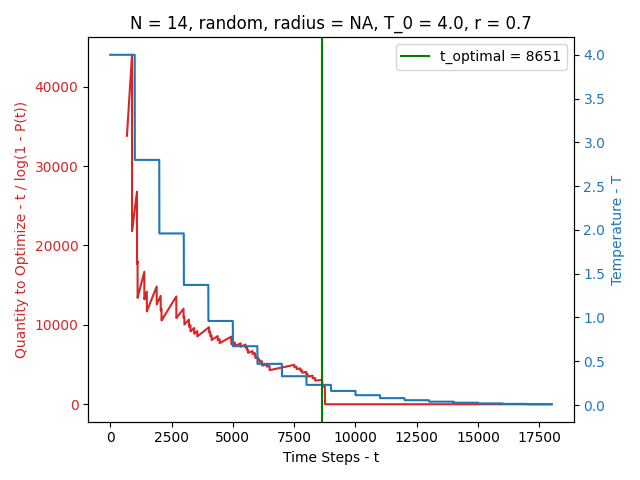 N = 14, random, radius = NA, T_0 = 4.0, r = 0.7
t_optimal = 8651
Quantity to Optimize - t / log(1 - P(t))
40000
30000
20000
10000
0
4.0
3.5
3.0
2.5
2.0
1.5
1.0
0.5
0.0
Temperature - T
0 2500 5000 7500 10000 12500 15000 17500
Time Steps - t